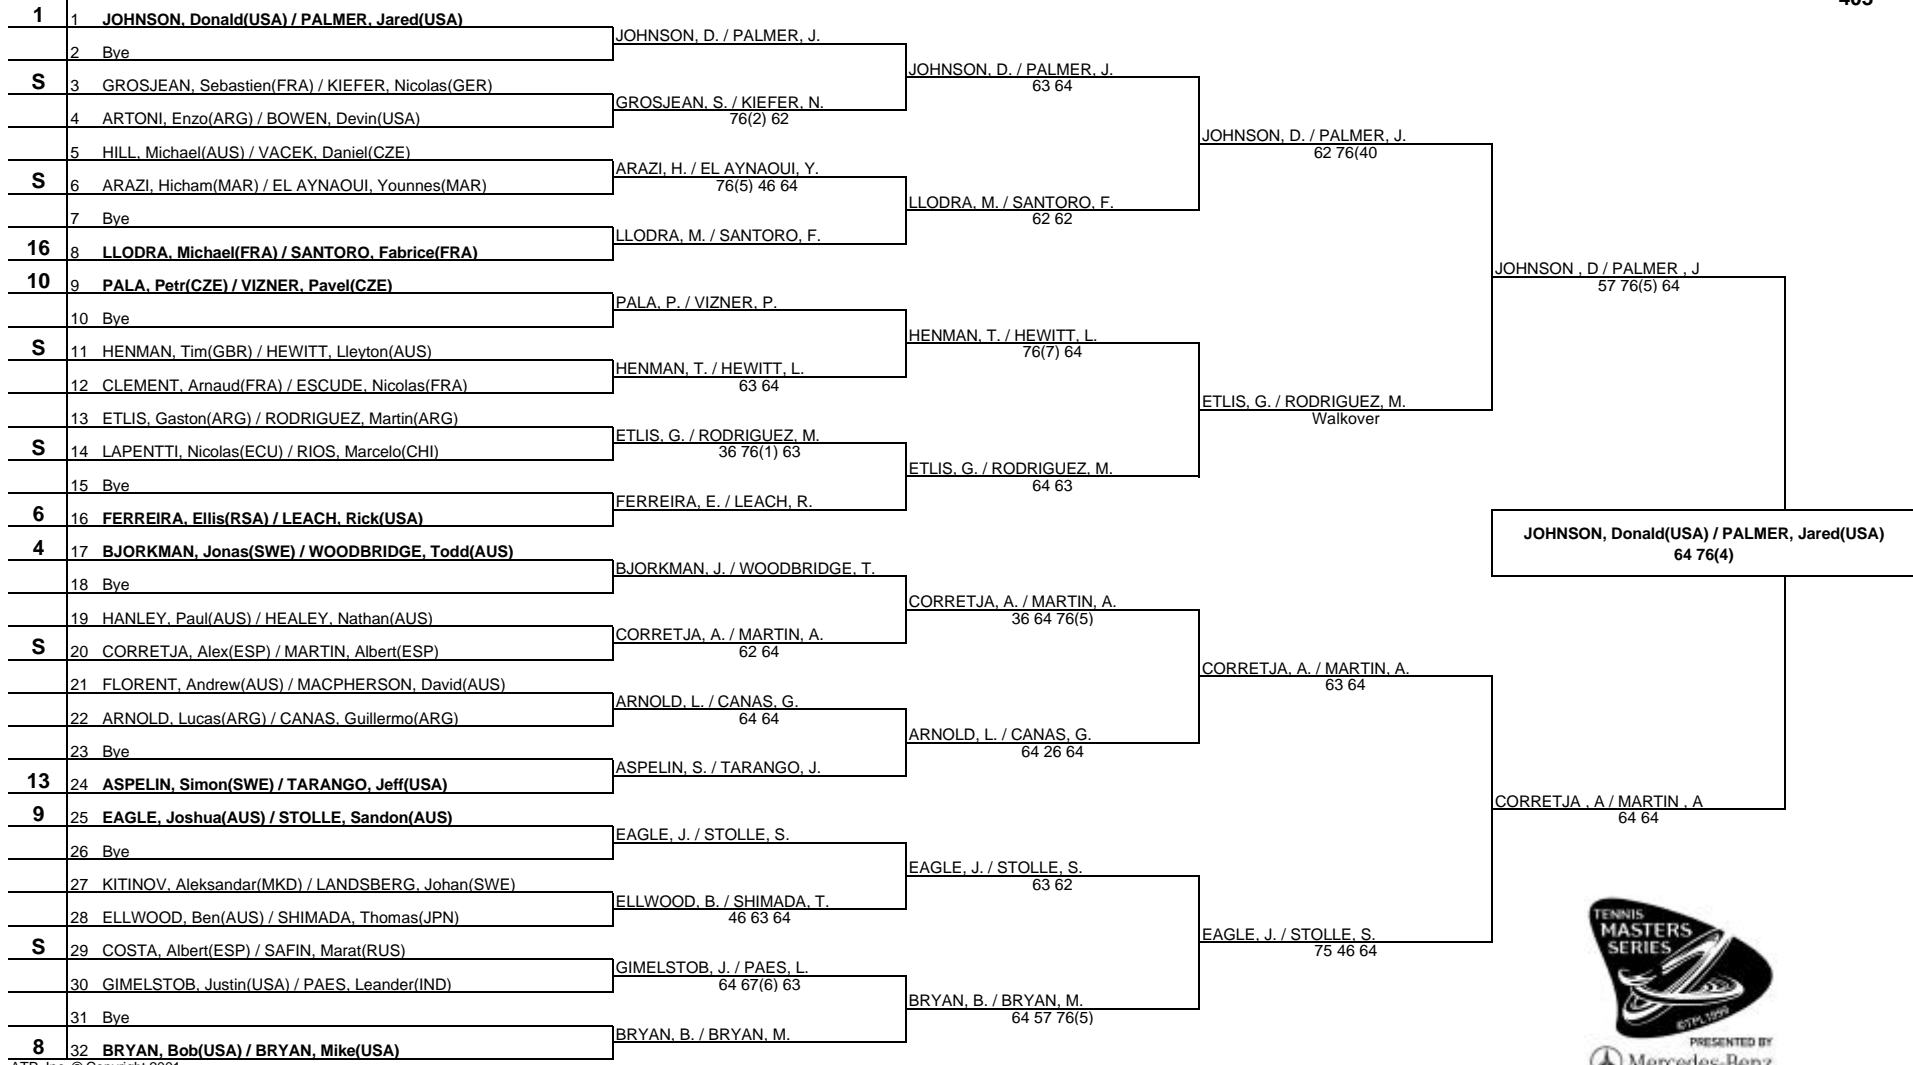 1 1 JOHNSON, Donald(USA) / PALMER, Jared(USA)
2 Bye
S 3 GROSJEAN, Sebastien(FRA) / KIEFER, Nicolas(GER)
4 ARTONI, Enzo(ARG) / BOWEN, Devin(USA)
5 HILL, Michael(AUS) / VACEK, Daniel(CZE)
S 6 ARAZI, Hicham(MAR) / EL AYNAOUI, Younnes(MAR)
7 Bye
16 8 LLODRA, Michael(FRA) / SANTORO, Fabrice(FRA)
10 9 PALA, Petr(CZE) / VIZNER, Pavel(CZE)
10 Bye
S 11 HENMAN, Tim(GBR) / HEWITT, Lleyton(AUS)
12 CLEMENT, Arnaud(FRA) / ESCUDE, Nicolas(FRA)
13 ETLIS, Gaston(ARG) / RODRIGUEZ, Martin(ARG)
S 14 LAPENTTI, Nicolas(ECU) / RIOS, Marcelo(CHI)
15 Bye
6 16 FERREIRA, Ellis(RSA) / LEACH, Rick(USA)
4 17 BJORKMAN, Jonas(SWE) / WOODBRIDGE, Todd(AUS)
18 Bye
19 HANLEY, Paul(AUS) / HEALEY, Nathan(AUS)
S 20 CORRETJA, Alex(ESP) / MARTIN, Albert(ESP)
21 FLORENT, Andrew(AUS) / MACPHERSON, David(AUS)
22 ARNOLD, Lucas(ARG) / CANAS, Guillermo(ARG)
23 Bye
13 24 ASPELIN, Simon(SWE) / TARANGO, Jeff(USA)
9 25 EAGLE, Joshua(AUS) / STOLLE, Sandon(AUS)
26 Bye
27 KITINOV, Aleksandar(MKD) / LANDSBERG, Johan(SWE)
28 ELLWOOD, Ben(AUS) / SHIMADA, Thomas(JPN)
S 29 COSTA, Albert(ESP) / SAFIN, Marat(RUS)
30 GIMELSTOB, Justin(USA) / PAES, Leander(IND)
31 Bye
8 32 BRYAN, Bob(USA) / BRYAN, Mike(USA)
JOHNSON, D. / PALMER, J.
GROSJEAN, S. / KIEFER, N.
76(2) 62
ARAZI, H. / EL AYNAOUI, Y.
76(5) 46 64
LLODRA, M. / SANTORO, F.
PALA, P. / VIZNER, P.
HENMAN, T. / HEWITT, L.
63 64
ETLIS, G. / RODRIGUEZ, M.
36 76(1) 63
FERREIRA, E. / LEACH, R.
BJORKMAN, J. / WOODBRIDGE, T.
CORRETJA, A. / MARTIN, A.
62 64
ARNOLD, L. / CANAS, G.
64 64
ASPELIN, S. / TARANGO, J.
EAGLE, J. / STOLLE, S.
ELLWOOD, B. / SHIMADA, T.
46 63 64
GIMELSTOB, J. / PAES, L.
64 67(6) 63
BRYAN, B. / BRYAN, M.
JOHNSON, D. / PALMER, J.
63 64
LLODRA, M. / SANTORO, F.
62 62
HENMAN, T. / HEWITT, L.
76(7) 64
ETLIS, G. / RODRIGUEZ, M.
64 63
CORRETJA, A. / MARTIN, A.
36 64 76(5)
ARNOLD, L. / CANAS, G.
64 26 64
EAGLE, J. / STOLLE, S.
63 62
BRYAN, B. / BRYAN, M.
64 57 76(5)
JOHNSON, D. / PALMER, J.
62 76(40
ETLIS, G. / RODRIGUEZ, M.
Walkover
CORRETJA, A. / MARTIN, A.
63 64
EAGLE, J. / STOLLE, S.
75 46 64
JOHNSON , D / PALMER , J
57 76(5) 64
CORRETJA , A / MARTIN , A
64 64
JOHNSON, Donald(USA) / PALMER, Jared(USA)
64 76(4)
TENNIS
MASTERS
SERIES
©TPL 1999
PRESENTED BY
Mercedes-Benz